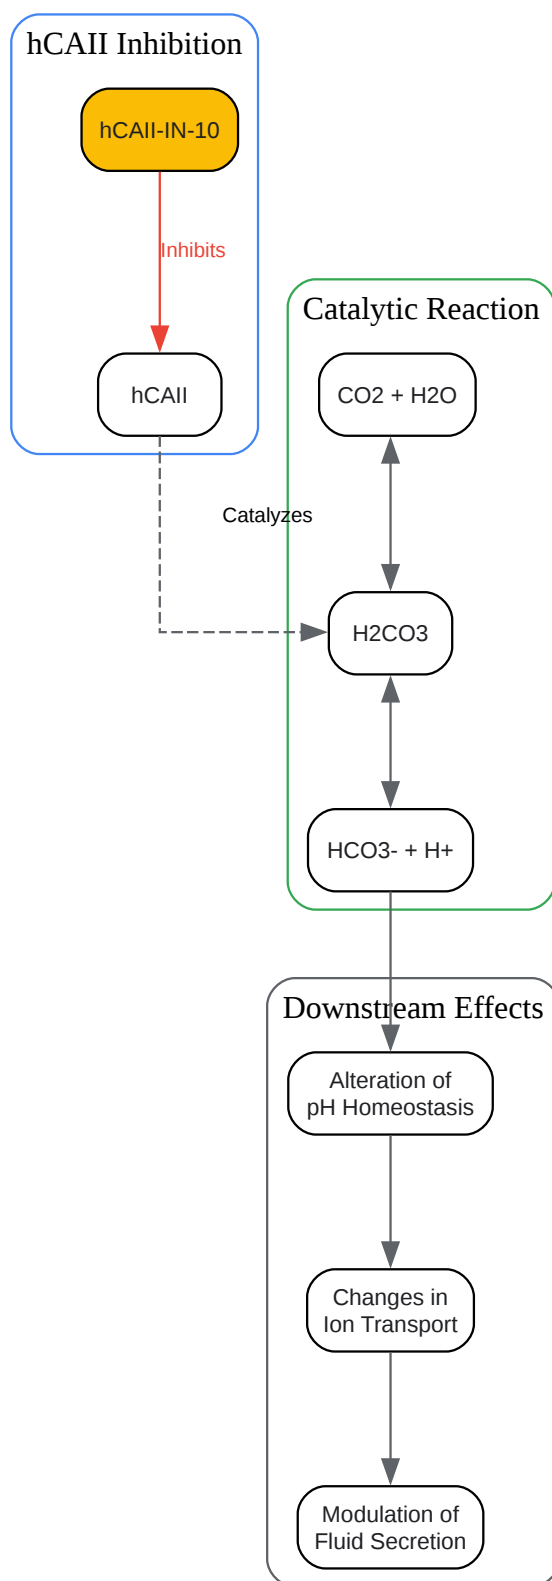 hCAII Inhibition
hCAII-IN-10
Inhibits
hCAII
Catalytic Reaction
CO2 + H2O
Catalyzes
H2CO3
HCO3- + H+
Downstream Effects
Alteration of
pH Homeostasis
Changes in
Ion Transport
Modulation of
Fluid Secretion